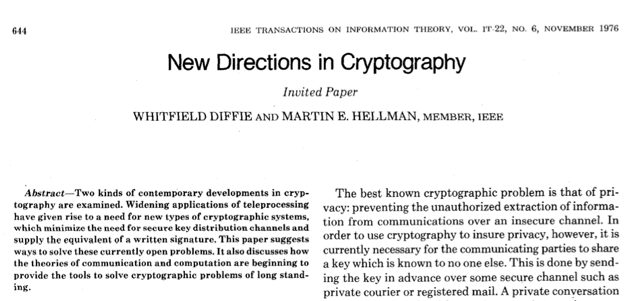 644
IEEE TRANSACTIONS ON INFORMATION THEORY, VOL. IT-22, NO. 6, NOVEMBER 1976
New Directions in Cryptography
Invited Paper
WHITFIELD DIFFIE AND MARTIN E. HELLMAN, MEMBER, IEEE
Abstract—Two kinds of contemporary developments in cryp-
tography are examined. Widening applications of teleprocessing
have given rise to a need for new types of cryptographic systems,
which minimize the need for secure key distribution channels and
supply the equivalent of a written signature. This paper suggests
ways to solve these currently open problems. It also discusses how
the theories of communication and computation are beginning to
provide the tools to solve cryptographic problems of long stand-
ing.
The best known cryptographic problem is that of pri-
vacy: preventing the unauthorized extraction of informa-
tion from communications over an insecure channel. In
order to use cryptography to insure privacy, however, it is
currently necessary for the communicating parties to share
a key which is known to no one else. This is done by send-
ing the key in advance over some secure channel such as
private courier or registered mail. A private conversation